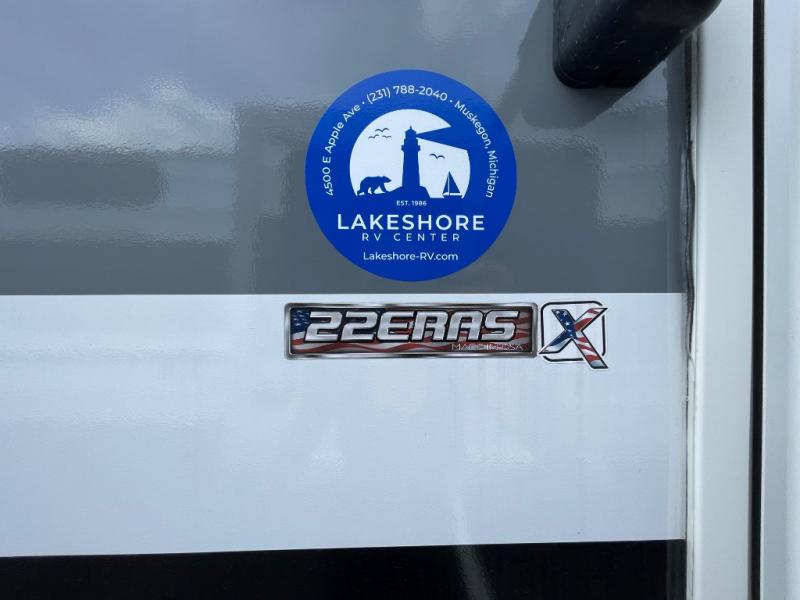 4500 E Apple Ave • (231) 788-2040 • Muskegon, Michigan
EST. 1986
LAKESHORE
RV CENTER
Lakeshore-RV.com
22ERAS X